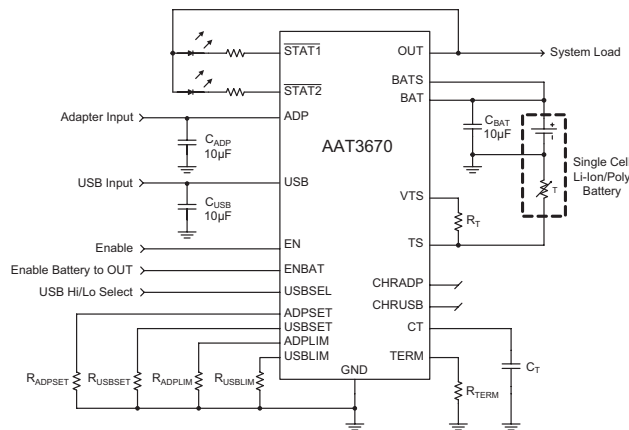 STAT1
OUT
System Load
STAT2
BATS
BAT
Adapter Input
ADP
CADP
10µF
AAT3670
CBAT
10µF
Single Cell
Li-Ion/Poly
Battery
T
USB Input
USB
CUSB
10µF
VTS
RT
Enable
EN
TS
Enable Battery to OUT
ENBAT
USB Hi/Lo Select
USBSEL
CHRADP
ADPSET
CHRUSB
USBSET
CT
ADPLIM
USBLIM
TERM
GND
RADPSET
RUSBSET
RADPLIM
RUSBLIM
RTERM
CT